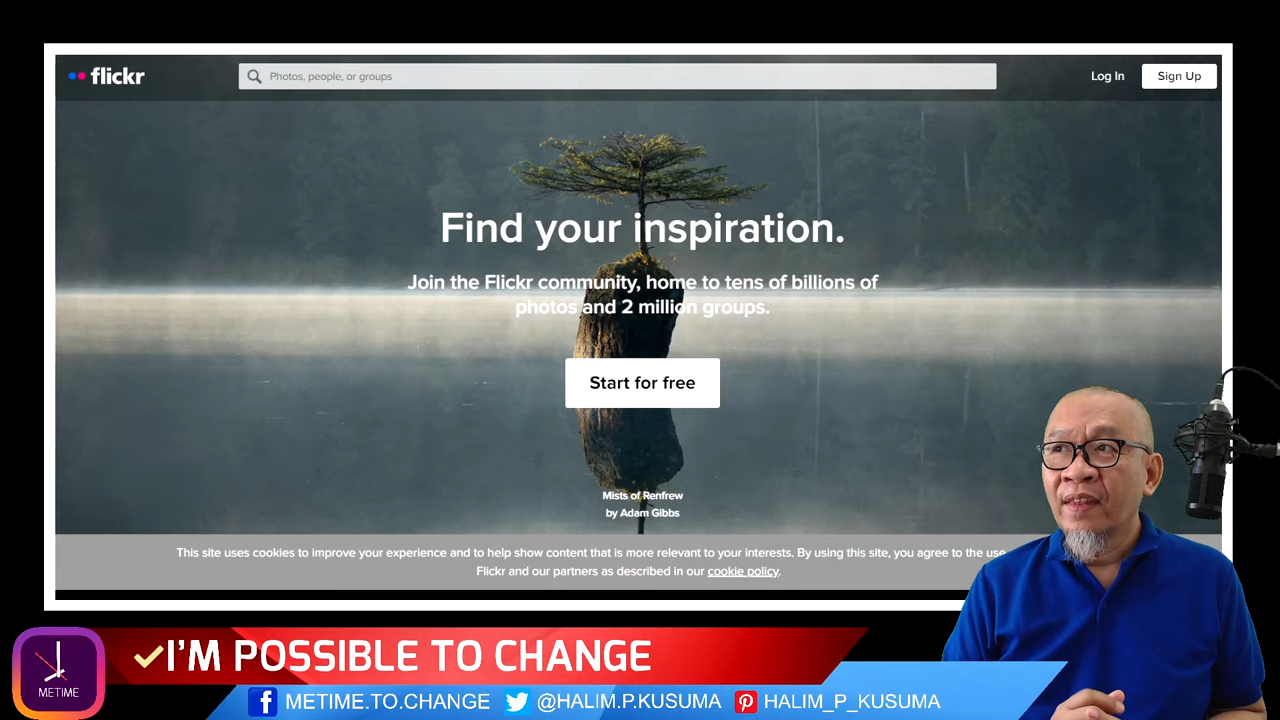 flickr
Photos, people, or groups
Log In
Sign Up
Find your inspiration.
Join the Flickr community, home to tens of billions of
photos and 2 million groups.
Start for free
Mists of Renfrew
by Adam Gibbs
This site uses cookies to improve your experience and to help show content that is more relevant to your interests. By using this site, you agree to the use
Flickr and our partners as described in our cookie policy.
I'M POSSIBLE TO CHANGE
METIME
METIME.TO.CHANGE
@HALIM.P.KUSUMA
HALIM_P_KUSUMA